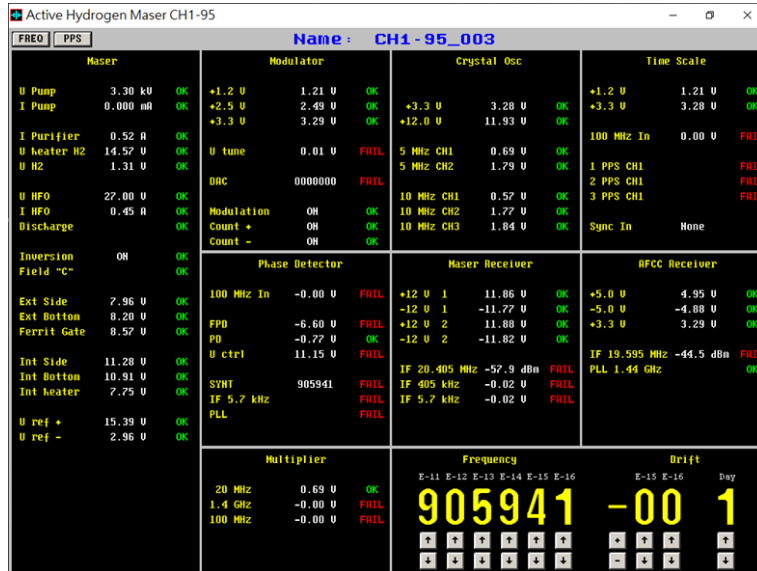 Active Hydrogen Maser CH1-95
FREQ PPS
Name: CH1-95_003
Maser
U Pump 3.30 kV OK
I Pump 0.000 mA OK
I Purifier 0.52 A OK
U heater H2 14.57 V OK
U H2 1.31 V OK
U HFO 27.00 V OK
I HFO 0.45 A OK
Discharge OK
Inversion ON OK
Field "C" OK
Ext Side 7.96 V OK
Ext Bottom 8.20 V OK
Ferrit Gate 8.57 V OK
Int Side 11.28 V OK
Int Bottom 10.91 V OK
Int heater 7.75 V OK
U ref + 15.39 V OK
U ref - 2.96 V OK
Modulator
+1.2 V 1.21 V OK
+2.5 V 2.49 V OK
+3.3 V 3.29 V OK
U tune 0.01 V FAIL
DAC 0000000 FAIL
Modulation ON OK
Count + ON OK
Count - ON OK
Crystal Osc
+3.3 V 3.28 V OK
+12.0 V 11.93 V OK
5 MHz CH1 0.69 V OK
5 MHz CH2 1.79 V OK
10 MHz CH1 0.57 V OK
10 MHz CH2 1.77 V OK
10 MHz CH3 1.84 V OK
Time Scale
+1.2 V 1.21 V OK
+3.3 V 3.28 V OK
100 MHz In 0.00 V FAI
1 PPS CH1 FAI
2 PPS CH1 FAI
3 PPS CH1 FAI
Sync In None
Phase Detector
100 MHz In -0.00 V FAIL
FPD -6.60 V FAIL
PD -0.77 V OK
U ctrl 11.15 V FAIL
SYNT 905941 FAIL
IF 5.7 kHz FAIL
PLL FAIL
Maser Receiver
+12 V 1 11.86 V OK
-12 V 1 -11.77 V OK
+12 V 2 11.88 V OK
-12 V 2 -11.82 V OK
IF 20.405 MHz -57.9 dBm FAIL
IF 405 kHz -0.02 V FAIL
IF 5.7 kHz -0.02 V FAIL
AFCC Receiver
+5.0 V 4.95 V OK
-5.0 V -4.88 V OK
+3.3 V 3.29 V OK
IF 19.595 MHz -44.5 dBm FAI
PLL 1.44 GHz OK
Multiplier
20 MHz 0.69 V OK
1.4 GHz -0.00 V FAIL
100 MHz -0.00 V FAIL
Frequency
E-11 E-12 E-13 E-14 E-15 E-16
905941
Drift
E-15 E-16 Day
-00 1